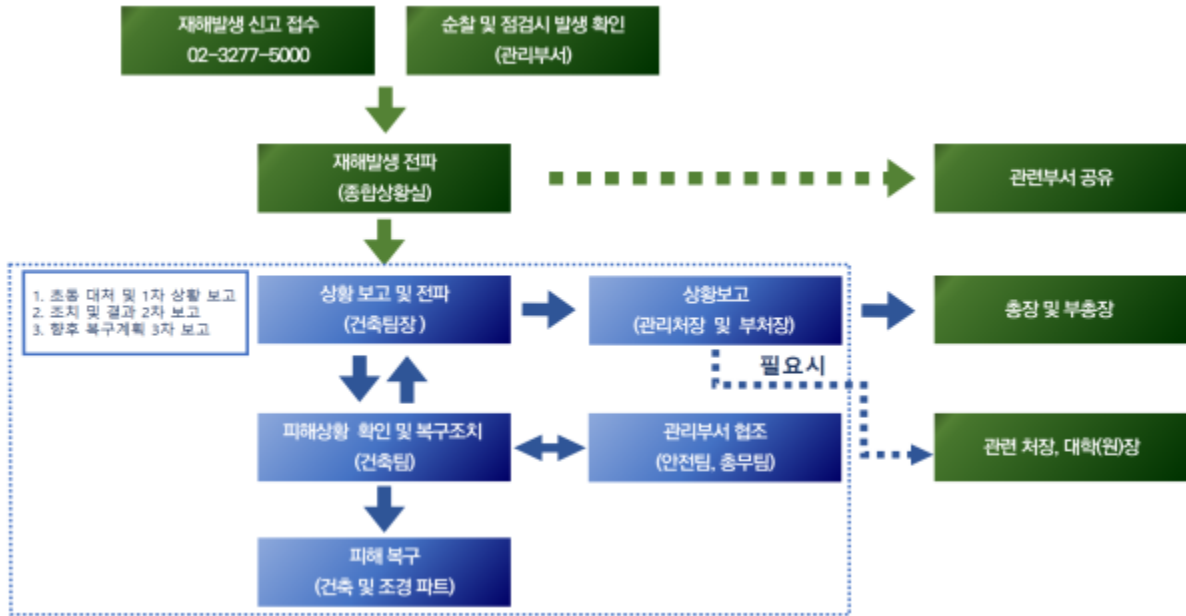 재해발생 신고 접수
02-3277-5000
순찰 및 점검시 발생 확인
(관리부서)
재해발생 전파
(종합상황실)
관련부서 공유
1. 초동 대처 및 1차 상황 보고
2. 조치 및 결과 2차 보고
3. 향후 복구계획 3차 보고
상황 보고 및 전파
(건축팀장 )
상황보고
(관리처장 및 부처장)
총장 및 부총장
필요시
피해상황 확인 및 복구조치
(건축팀)
관리부서 협조
(안전팀, 총무팀)
관련 처장, 대학(원)장
피해 복구
(건축 및 조경 파트)